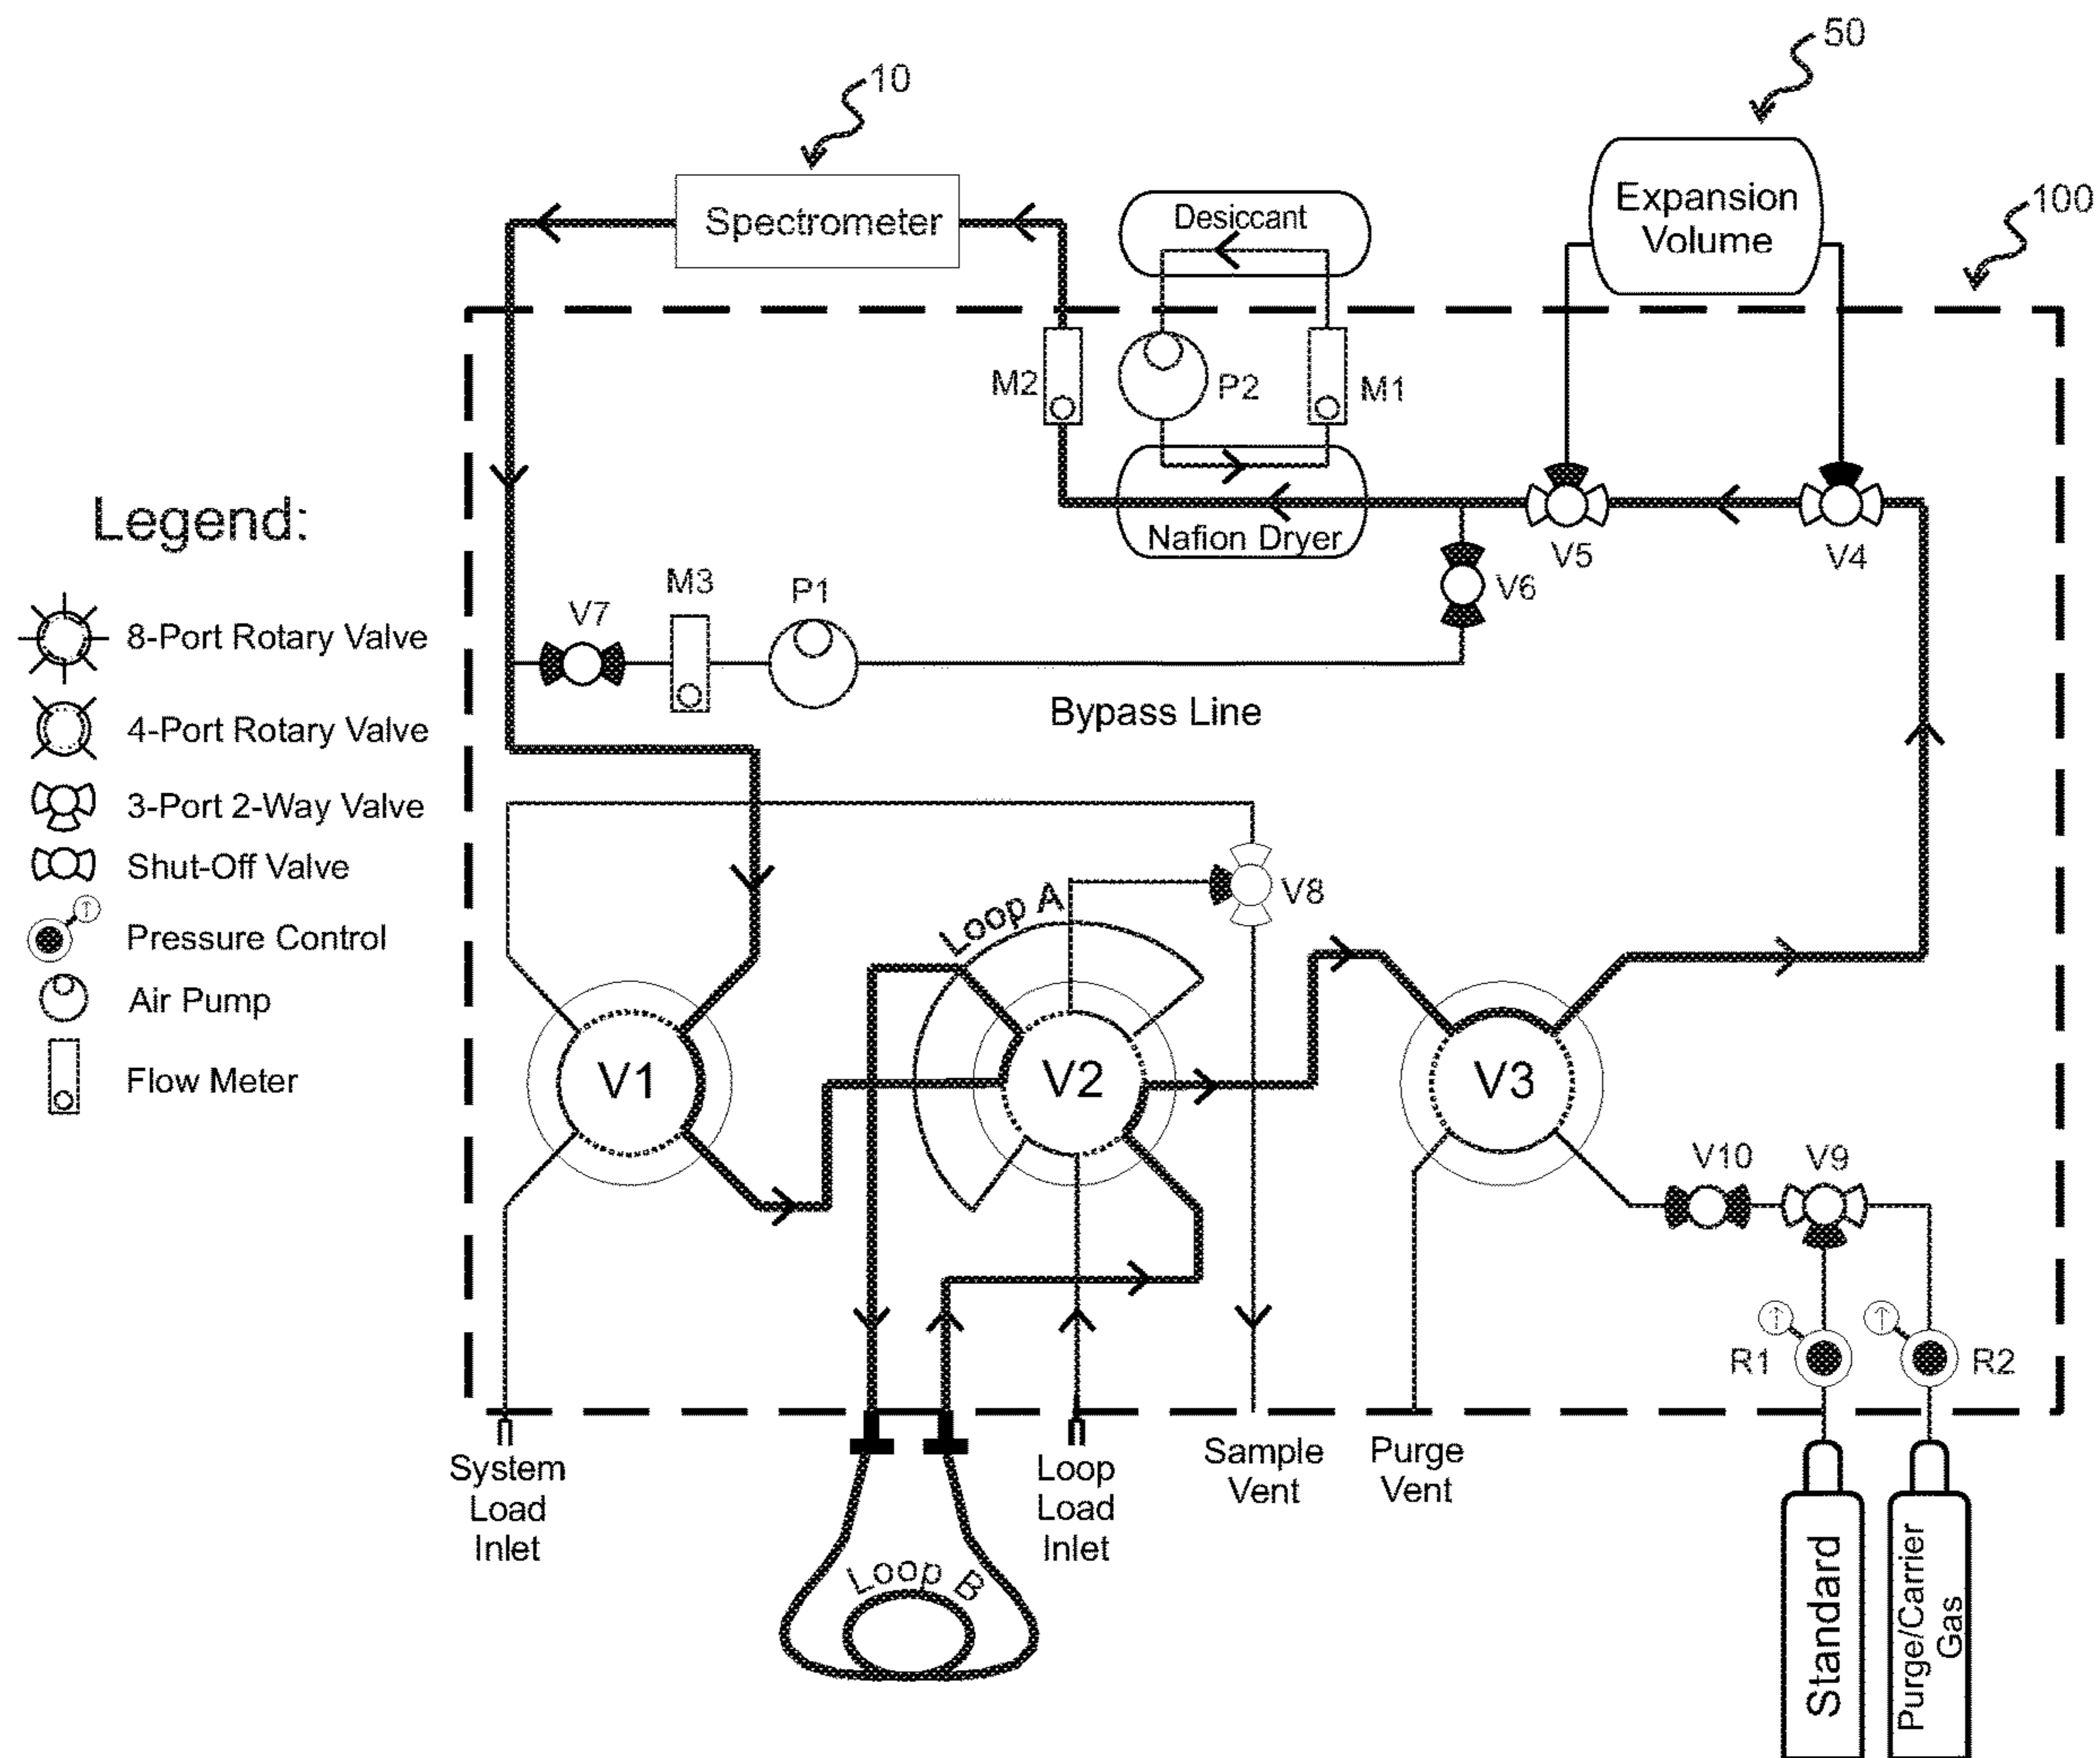 50
10
100
Spectrometer
Desiccant
Expansion
Volume
M2
P2
M1
Legend:
Nafion Dryer
V5
V4
V6
M3
P1
V7
8-Port Rotary Valve
Bypass Line
4-Port Rotary Valve
3-Port 2-Way Valve
Shut-Off Valve
Loop A
V8
Pressure Control
Air Pump
Flow Meter
V1
V2
V3
V10
V9
R1
R2
System
Load
Inlet
Loop
Load
Inlet
Sample
Vent
Purge
Vent
Loop B
Standard
Purge/Carrier
Gas